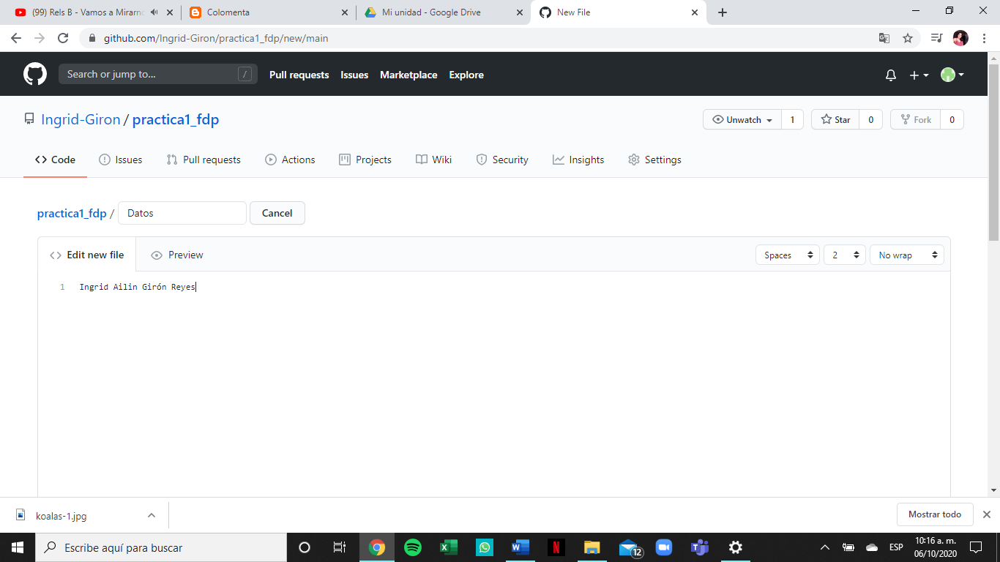 (99) Rels B - Vamos a Mirarno
Colomenta
Mi unidad - Google Drive
New File
github.com/Ingrid-Giron/practica1_fdp/new/main
Search or jump to...
/
Pull requests
Issues
Marketplace
Explore
Ingrid-Giron / practica1_fdp
Unwatch 1
Star 0
Fork 0
Code
Issues
Pull requests
Actions
Projects
Wiki
Security
Insights
Settings
practica1_fdp / Datos
Cancel
Edit new file
Preview
Spaces
2
No wrap
1 Ingrid Ailin Girón Reyes
koalas-1.jpg
Mostrar todo
Escribe aquí para buscar
12
ESP
10:16 a. m.
06/10/2020